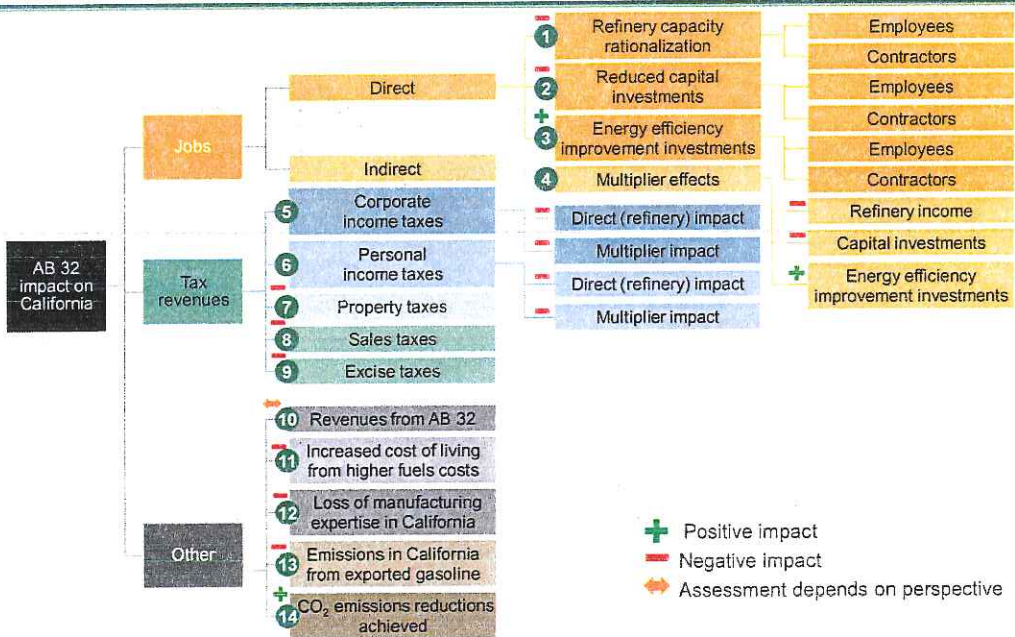 AB 32
impact on
California
Jobs
Direct
1
Refinery capacity
rationalization
Employees
Contractors
2
Reduced capital
investments
Employees
Contractors
3
Energy efficiency
improvement investments
Employees
Contractors
Indirect
4
Multiplier effects
Refinery income
Capital investments
Energy efficiency
improvement investments
Tax
revenues
5
Corporate
income taxes
Direct (refinery) impact
Multiplier impact
6
Personal
income taxes
Direct (refinery) impact
Multiplier impact
7
Property taxes
8
Sales taxes
9
Excise taxes
Other
10
Revenues from AB 32
11
Increased cost of living
from higher fuels costs
12
Loss of manufacturing
expertise in California
13
Emissions in California
from exported gasoline
14
CO₂ emissions reductions
achieved
Positive impact
Negative impact
Assessment depends on perspective